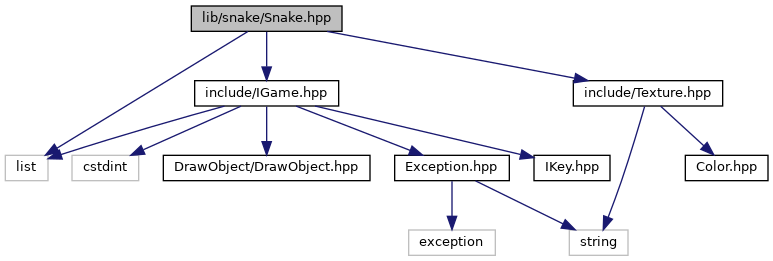 lib/snake/Snake.hpp
include/IGame.hpp
include/Texture.hpp
list
cstdint
DrawObject/DrawObject.hpp
Exception.hpp
IKey.hpp
Color.hpp
exception
string